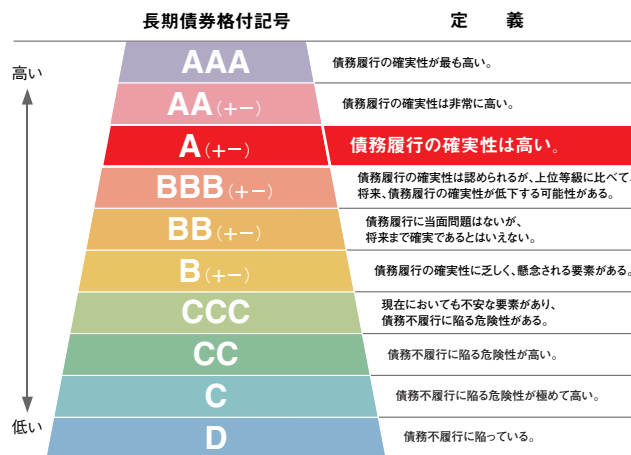 長期債券格付記号 定 義
高い
AAA 債務履行の確実性が最も高い。
AA(+−) 債務履行の確実性は非常に高い。
A(+−) 債務履行の確実性は高い。
BBB(+−) 債務履行の確実性は認められるが、上位等級に比べて、
将来、債務履行の確実性が低下する可能性がある。
BB(+−) 債務履行に当面問題はないが、
将来まで確実であるとはいえない。
B(+−) 債務履行の確実性に乏しく、懸念される要素がある。
CCC 現在においても不安な要素があり、
債務不履行に陥る危険性がある。
CC 債務不履行に陥る危険性が高い。
C 債務不履行に陥る危険性が極めて高い。
低い
D 債務不履行に陥っている。